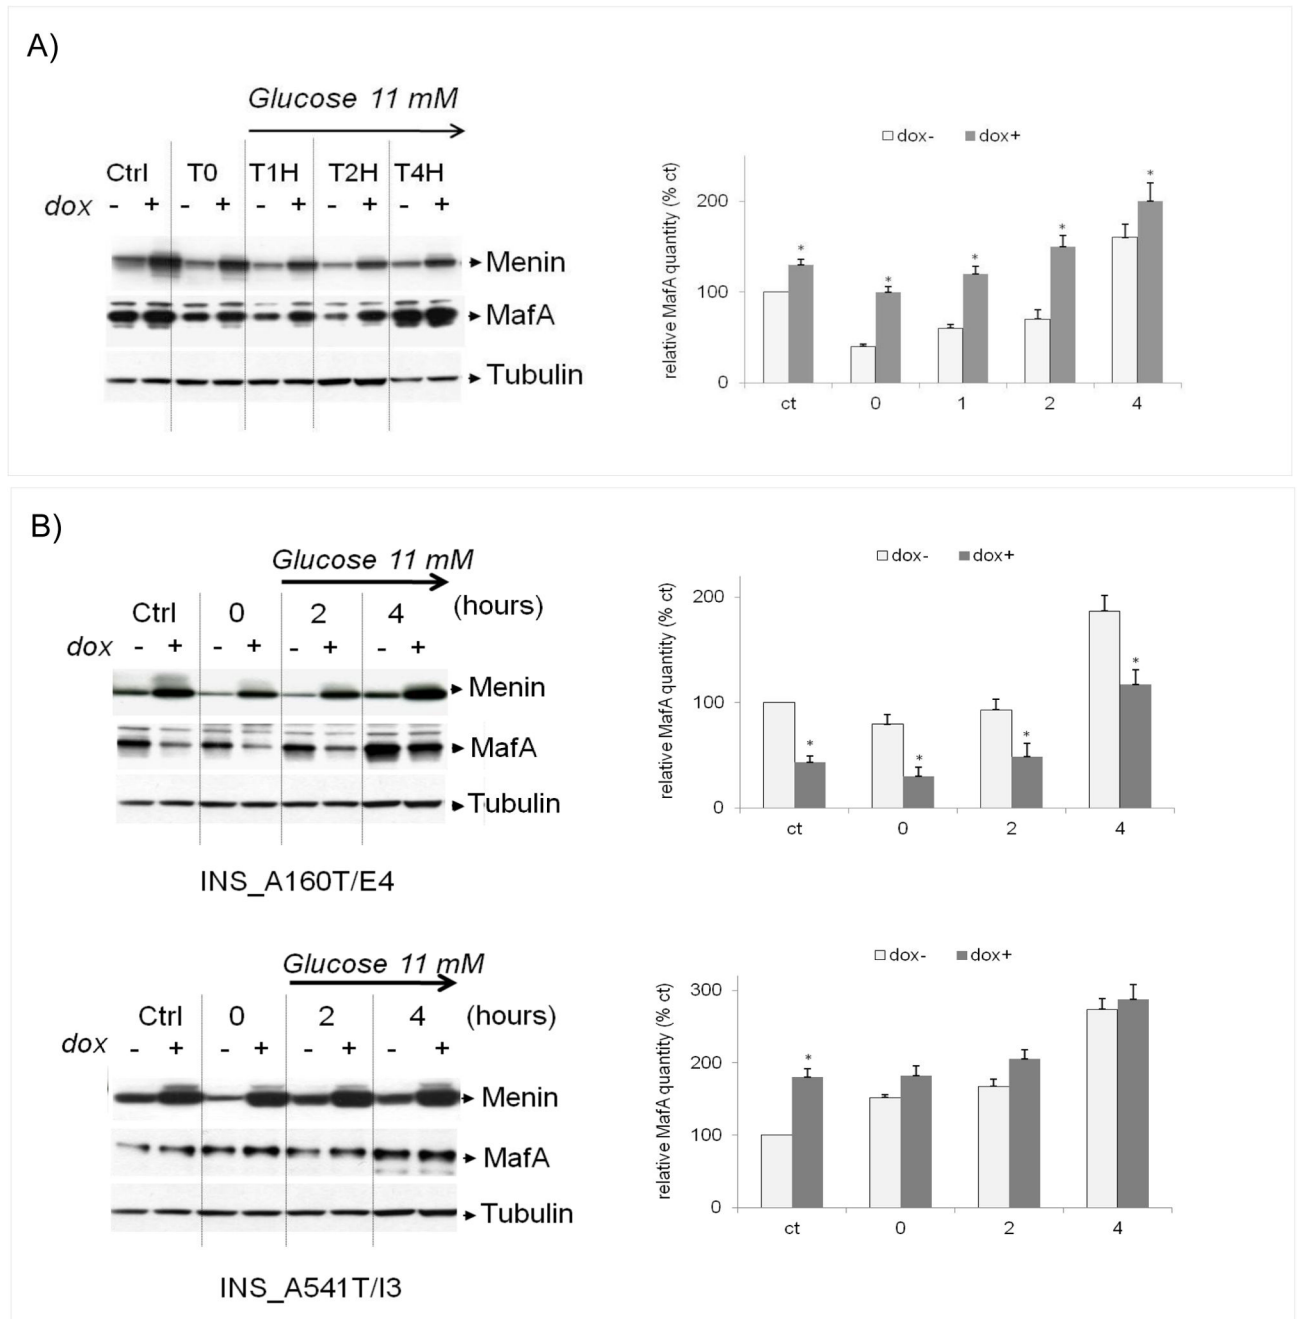 A)
Glucose 11 mM
Ctrl T0 T1H T2H T4H
dox - + - + - + - + - +
Menin
MafA
Tubulin
dox- dox+
relative MafA quantity (% ct)
200
100
0
ct 0 1 2 4
* * * * *
B)
Glucose 11 mM
Ctrl 0 2 4 (hours)
dox - + - + - + - +
Menin
MafA
Tubulin
INS_A160T/E4
dox- dox+
relative MafA quantity (% ct)
200
100
0
ct 0 2 4
* * * *
Glucose 11 mM
Ctrl 0 2 4 (hours)
dox - + - + - + - +
Menin
MafA
Tubulin
INS_A541T/I3
dox- dox+
relative MafA quantity (% ct)
300
200
100
0
ct 0 2 4
*